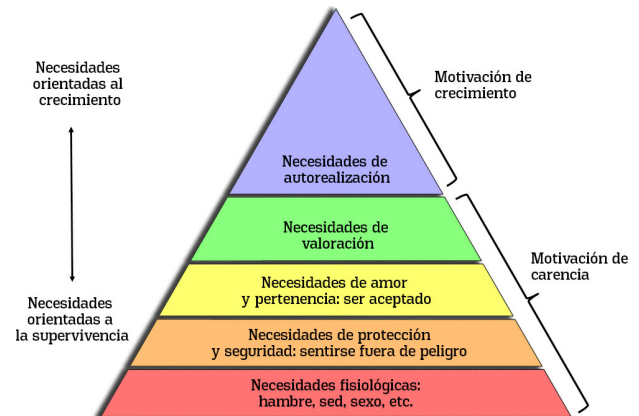 Necesidades
orientadas al
crecimiento
Motivación de
crecimiento
Necesidades de
autorealización
Necesidades de
valoración
Motivación de
carencia
Necesidades de amor
y pertenencia: ser aceptado
Necesidades
orientadas a
la supervivencia
Necesidades de protección
y seguridad: sentirse fuera de peligro
Necesidades fisiológicas:
hambre, sed, sexo, etc.